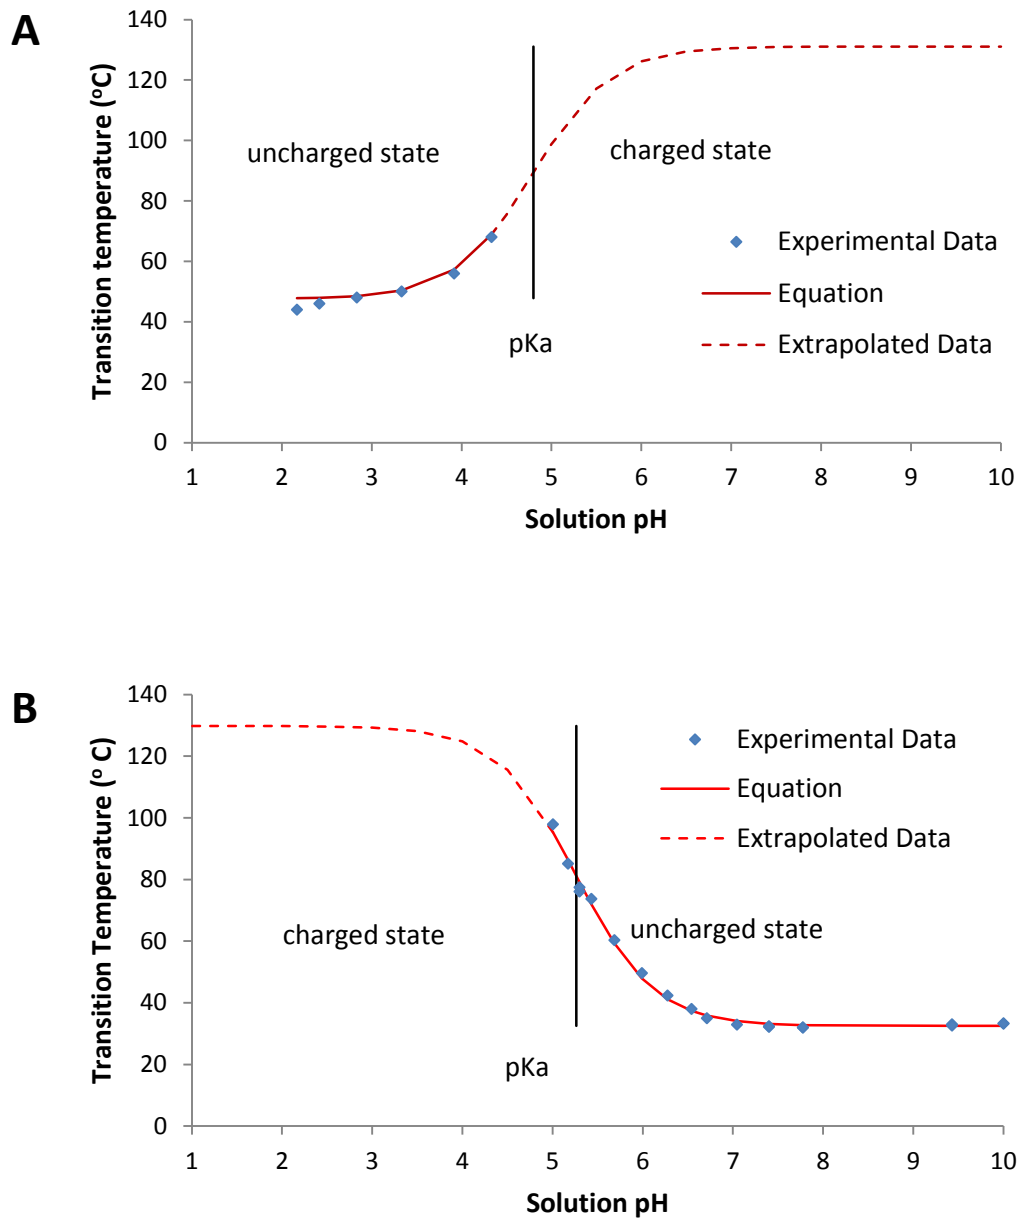 A
Transition temperature (°C)
140
120
100
80
60
40
20
0
uncharged state
charged state
Experimental Data
Equation
Extrapolated Data
pKa
1 2 3 4 5 6 7 8 9 10
Solution pH
B
Transition Temperature (° C)
140
120
100
80
60
40
20
0
Experimental Data
Equation
Extrapolated Data
charged state
uncharged state
pKa
1 2 3 4 5 6 7 8 9 10
Solution pH